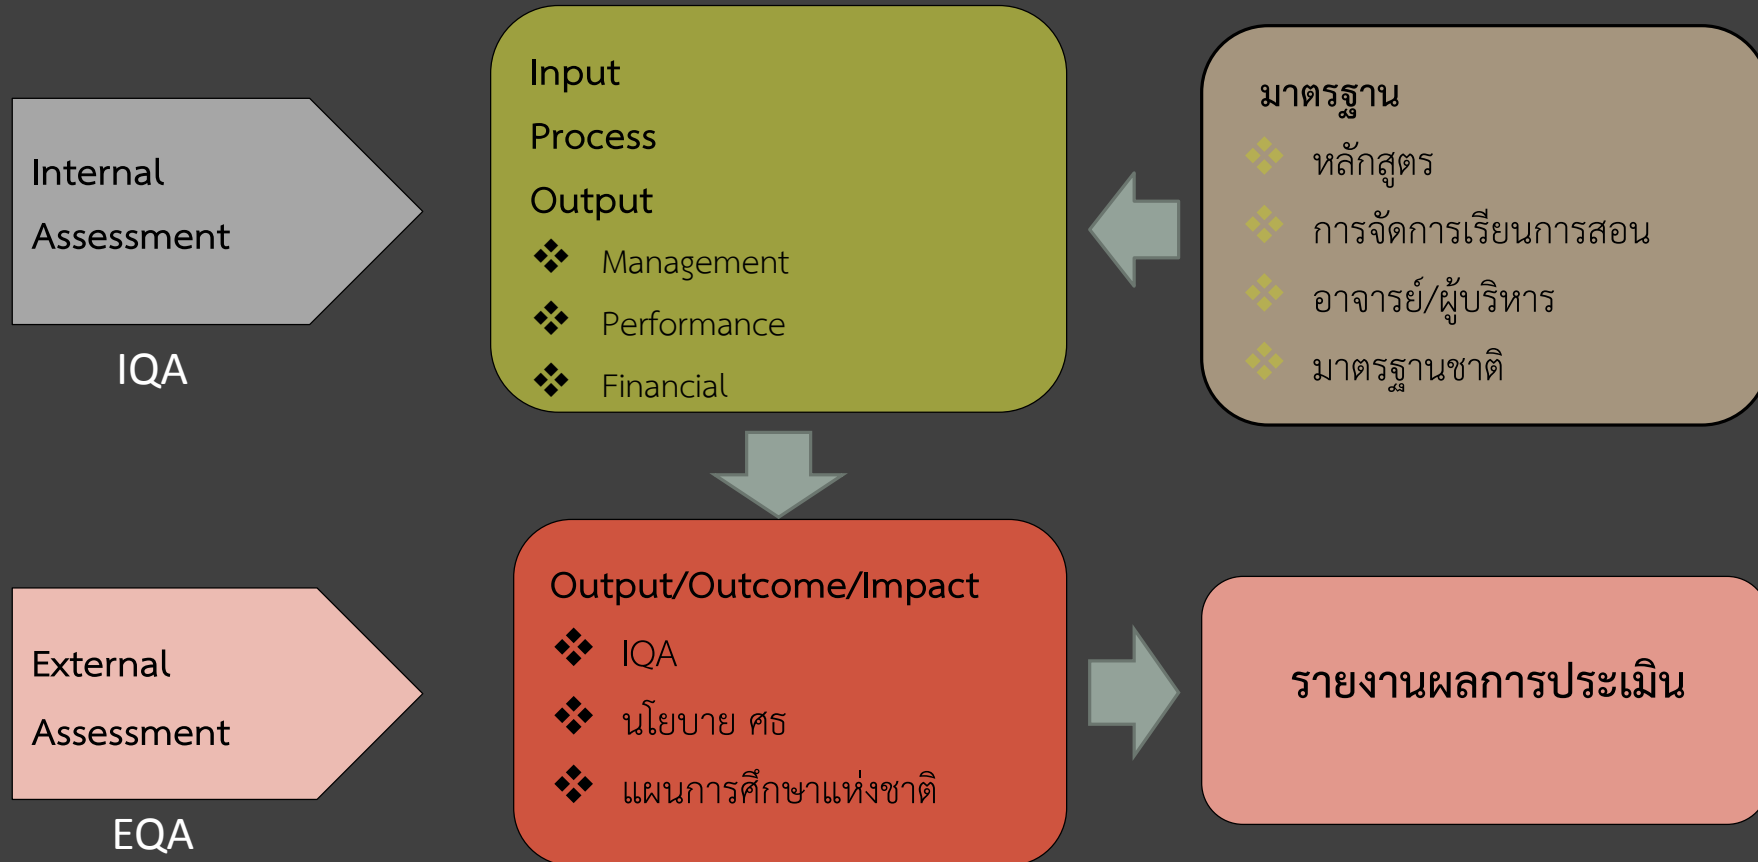 Internal
Assessment
IQA
Input
Process
Output
Management
Performance
Financial
มาตรฐาน
หลักสูตร
การจัดการเรียนการสอน
อาจารย์/ผู้บริหาร
มาตรฐานชาติ
External
Assessment
EQA
Output/Outcome/Impact
IQA
นโยบาย ศธ
แผนการศึกษาแห่งชาติ
รายงานผลการประเมิน